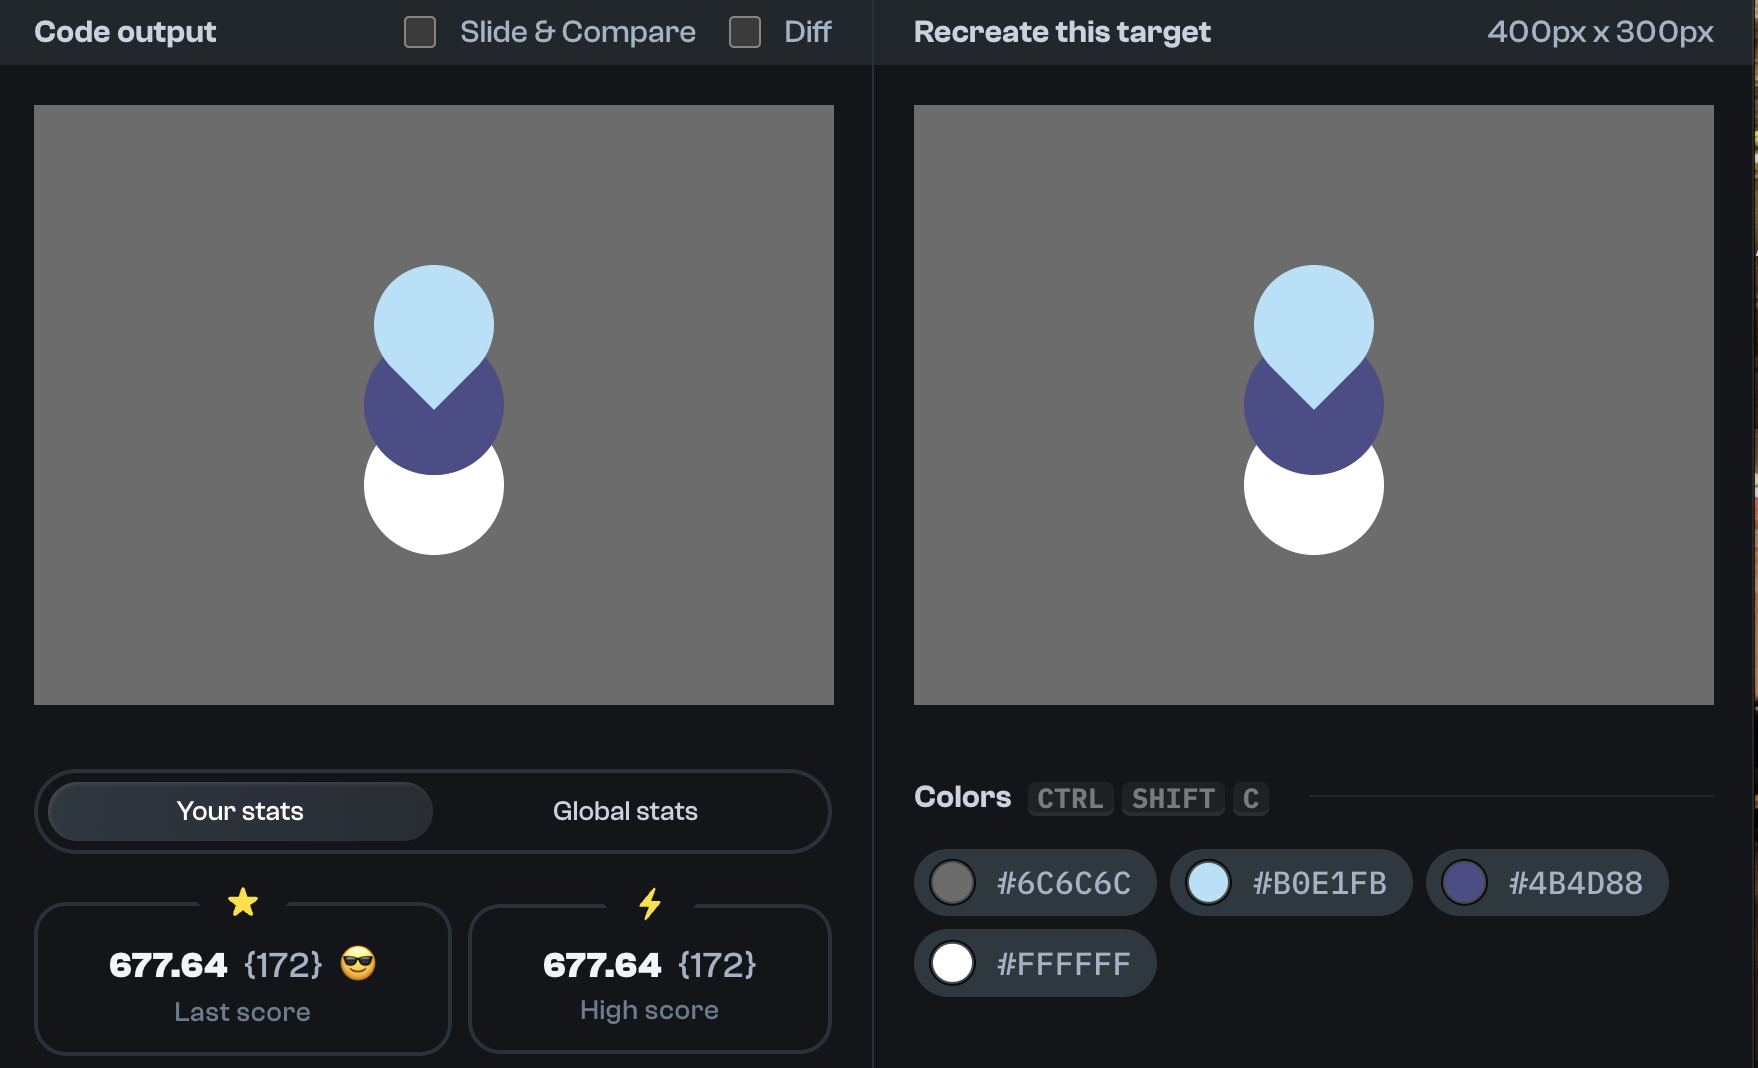 Code output
Slide & Compare
Diff
Recreate this target
400px x 300px
Your stats
Global stats
677.64 {172} 😎
Last score
677.64 {172}
High score
Colors CTRL SHIFT C
#6C6C6C
#B0E1FB
#4B4D88
#FFFFFF